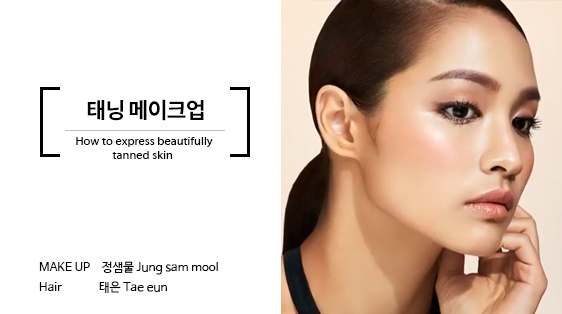 태닝 메이크업
How to express beautifully
tanned skin
MAKE UP 정샘물 Jung sam mool
Hair 태은 Tae eun